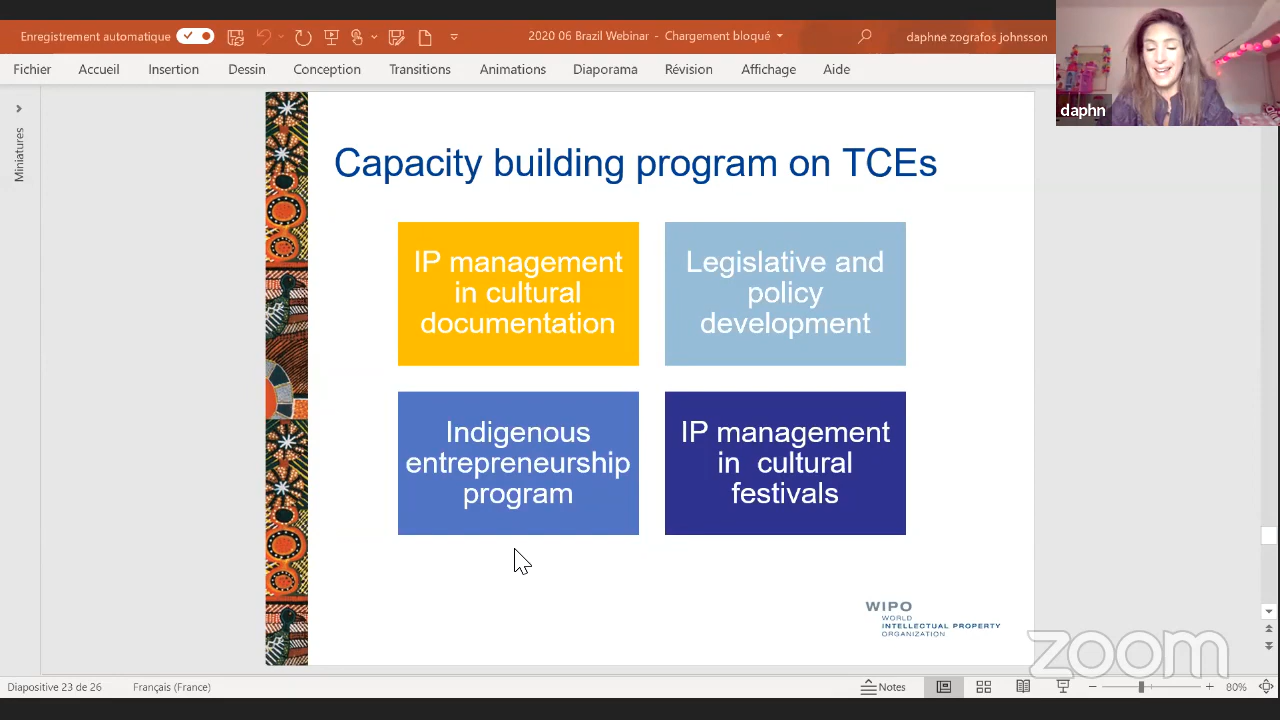 Enregistrement automatique
2020 06 Brazil Webinar - Chargement bloqué
daphne zografos johnsson
Fichier Accueil Insertion Dessin Conception Transitions Animations Diaporama Révision Affichage Aide
daphn
Miniatures
Capacity building program on TCEs
IP management
in cultural
documentation
Legislative and
policy
development
Indigenous
entrepreneurship
program
IP management
in cultural
festivals
WIPO
WORLD
INTELLECTUAL PROPERTY
ORGANIZATION
zoom
Diapositive 23 de 26 Français (France) Notes 80%